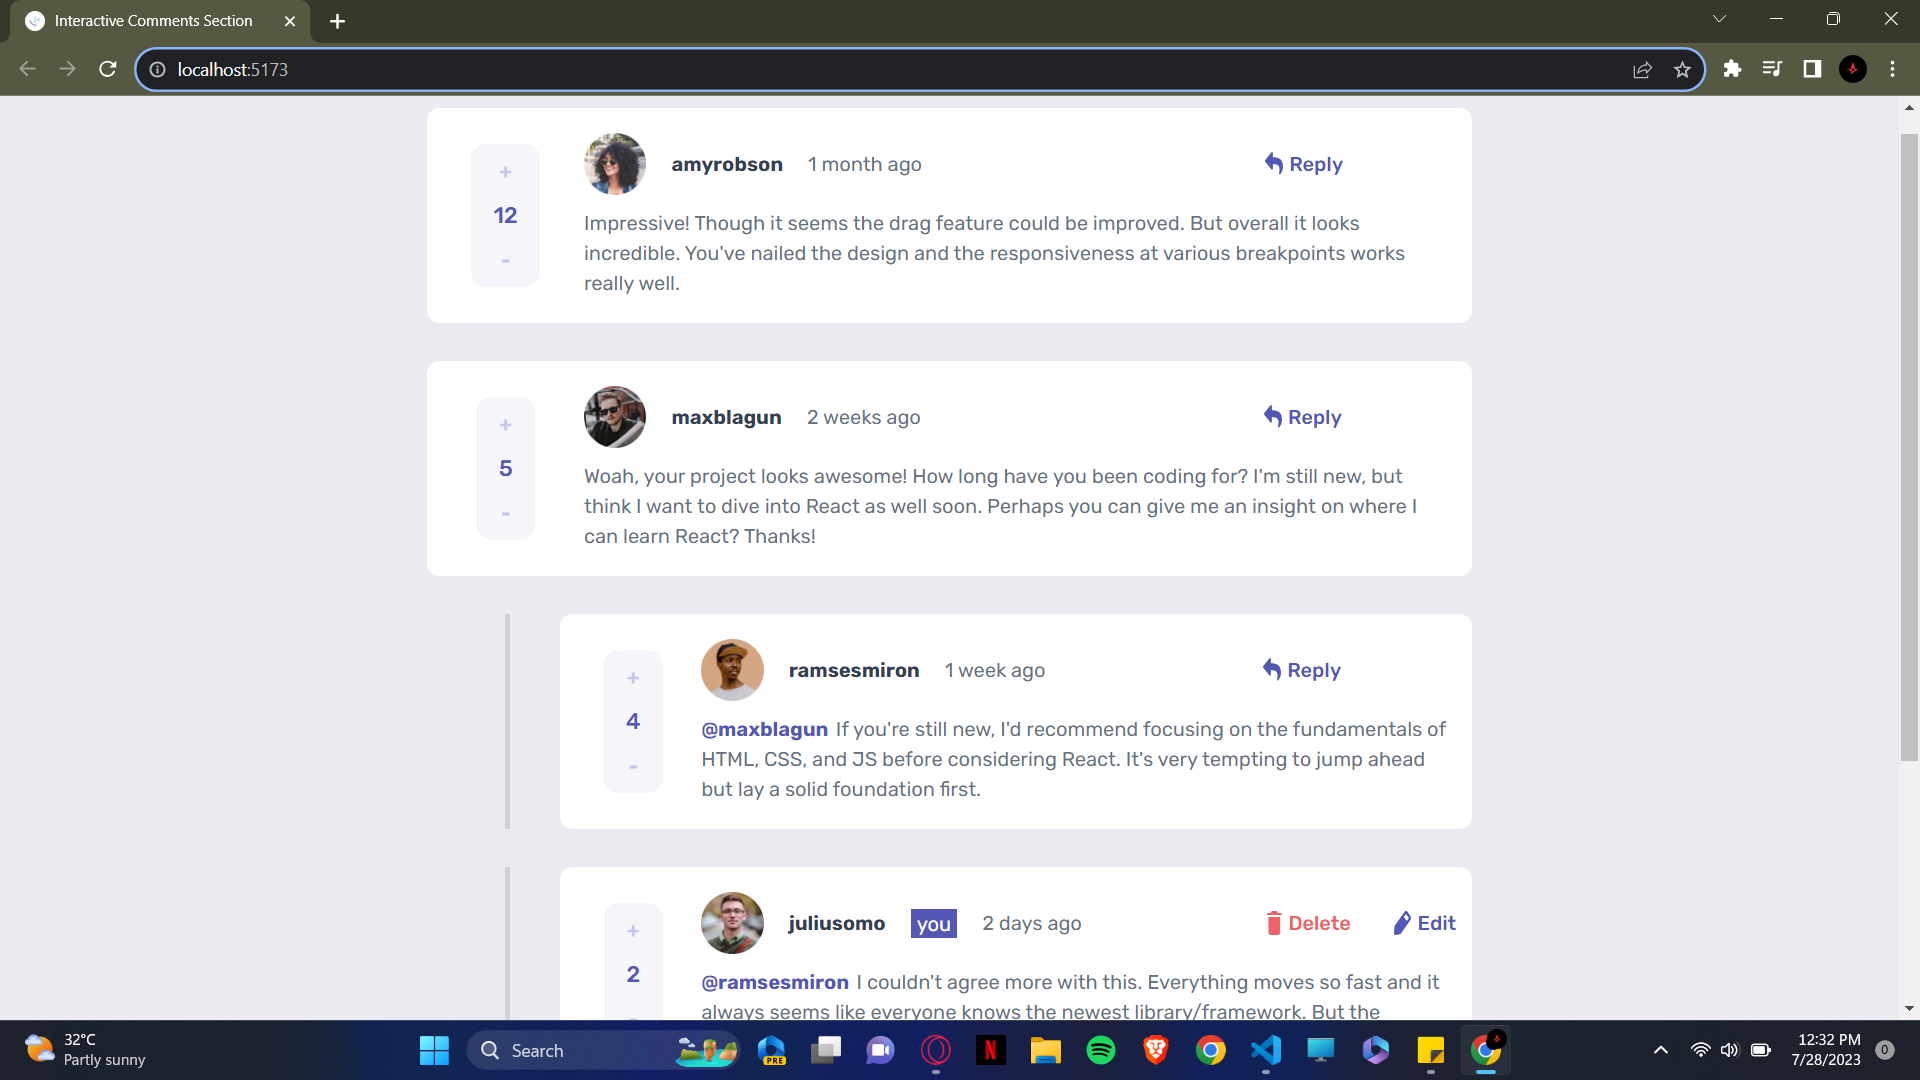 Interactive Comments Section
localhost:5173
+
12
-
amyrobson 1 month ago Reply
Impressive! Though it seems the drag feature could be improved. But overall it looks
incredible. You've nailed the design and the responsiveness at various breakpoints works
really well.
+
5
-
maxblagun 2 weeks ago Reply
Woah, your project looks awesome! How long have you been coding for? I'm still new, but
think I want to dive into React as well soon. Perhaps you can give me an insight on where I
can learn React? Thanks!
+
4
-
ramsesmiron 1 week ago Reply
@maxblagun If you're still new, I'd recommend focusing on the fundamentals of
HTML, CSS, and JS before considering React. It's very tempting to jump ahead
but lay a solid foundation first.
+
2
-
juliusomo you 2 days ago Delete Edit
@ramsesmiron I couldn't agree more with this. Everything moves so fast and it
always seems like everyone knows the newest library/framework. But the
32°C
Partly sunny
Search
PRE
N
12:32 PM
7/28/2023
0